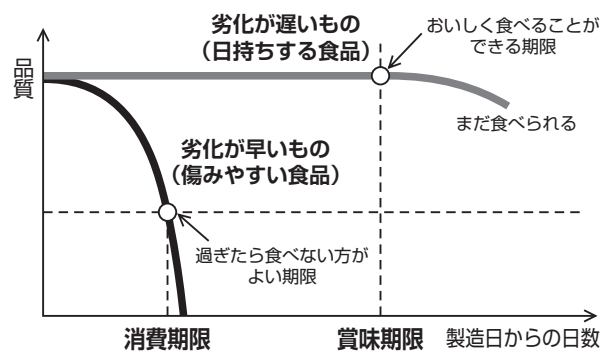 劣化が遅いもの
（日持ちする食品）
おいしく食べることが
できる期限
品質
まだ食べられる
劣化が早いもの
（傷みやすい食品）
過ぎたら食べない方が
よい期限
消費期限
賞味期限
製造日からの日数